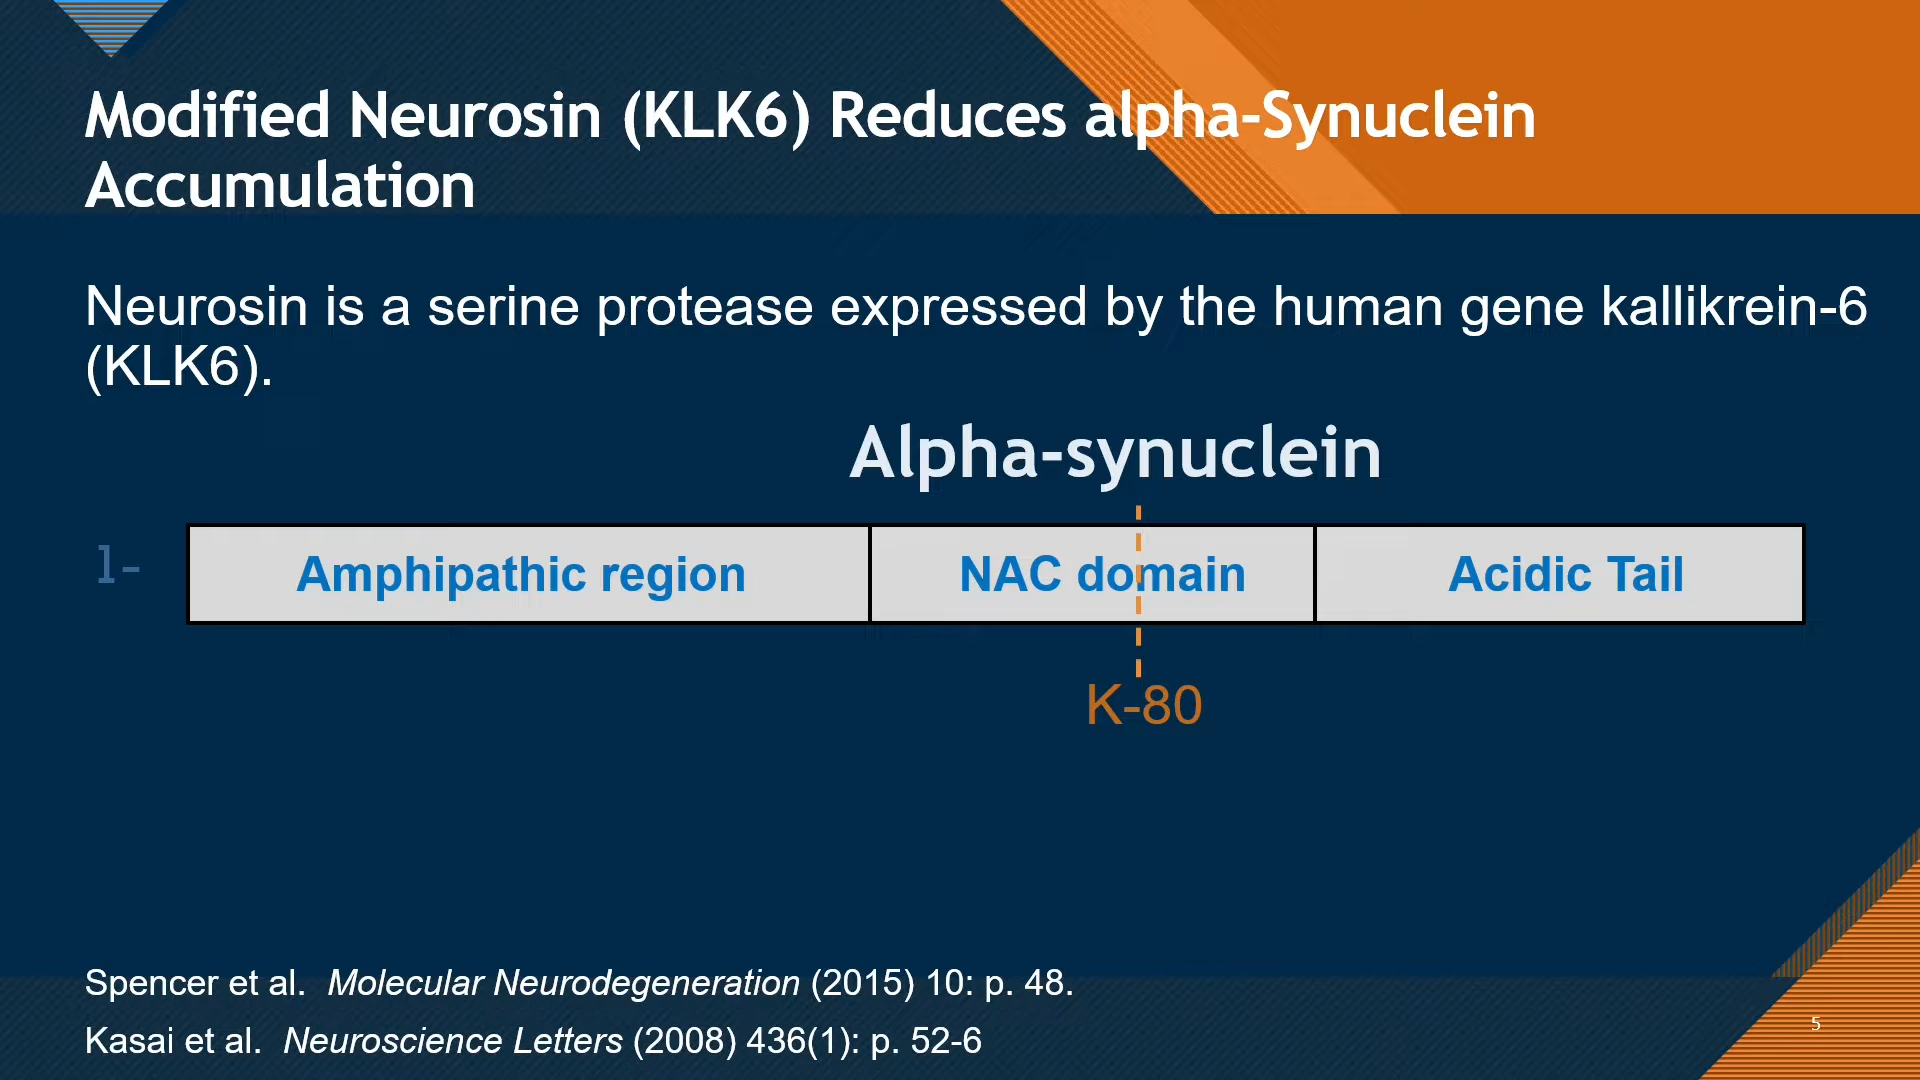 Modified Neurosin (KLK6) Reduces alpha-Synuclein
Accumulation
Neurosin is a serine protease expressed by the human gene kallikrein-6
(KLK6).
Alpha-synuclein
1-
Amphipathic region
NAC domain
Acidic Tail
K-80
Spencer et al. Molecular Neurodegeneration (2015) 10: p. 48.
Kasai et al. Neuroscience Letters (2008) 436(1): p. 52-6
5